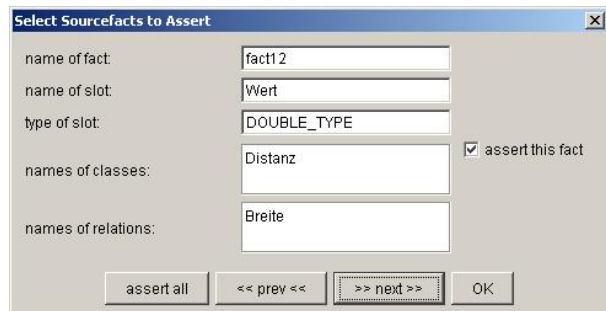 Select Sourcefacts to Assert
name of fact: fact12
name of slot: Wert
type of slot: DOUBLE_TYPE
names of classes: Distanz
assert this fact
names of relations: Breite
assert all << prev << >> next >> OK